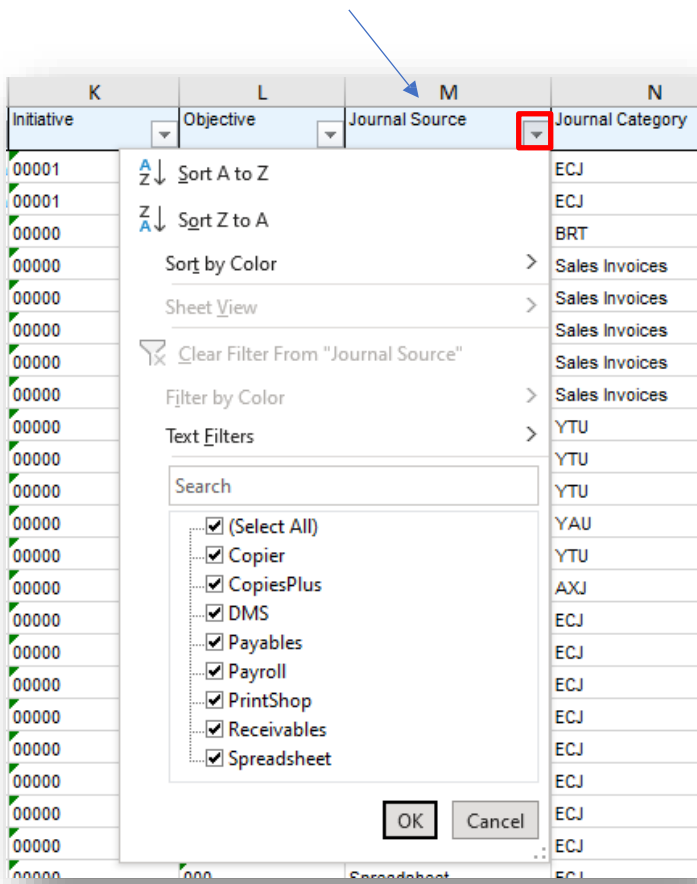 K L M N
Initiative Objective Journal Source Journal Category
00001 ECJ
00001 ECJ
00000 BRT
00000 Sales Invoices
00000 Sales Invoices
00000 Sales Invoices
00000 Sales Invoices
00000 Sales Invoices
00000 YTU
00000 YTU
00000 YTU
00000 YAU
00000 YTU
00000 AXJ
00000 ECJ
00000 ECJ
00000 ECJ
00000 ECJ
00000 ECJ
00000 ECJ
00000 ECJ
00000 ECJ
00000 000 Spreadsheet ECJ
Sort A to Z
Sort Z to A
Sort by Color
Sheet View
Clear Filter From "Journal Source"
Filter by Color
Text Filters
Search
(Select All)
Copier
CopiesPlus
DMS
Payables
Payroll
PrintShop
Receivables
Spreadsheet
OK Cancel